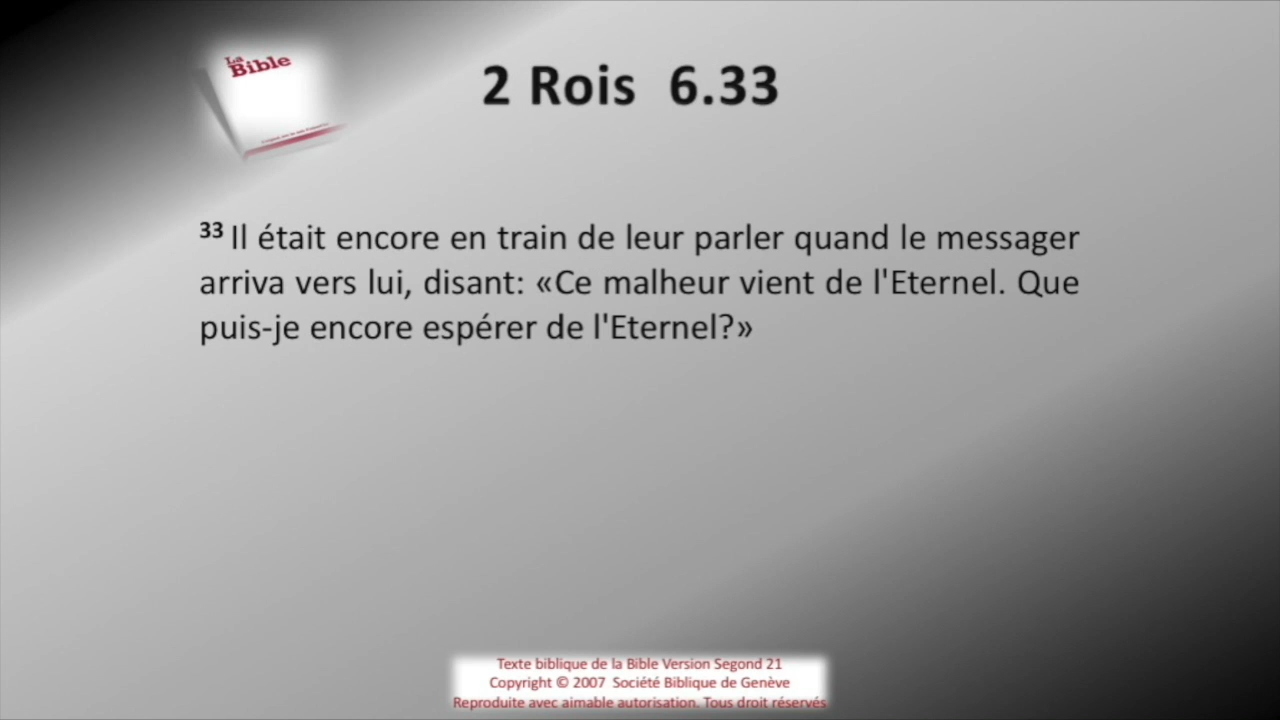 La
Bible
2 Rois 6.33
33 Il était encore en train de leur parler quand le messager
arriva vers lui, disant: «Ce malheur vient de l'Eternel. Que
puis-je encore espérer de l'Eternel?»
Texte biblique de la Bible Version Segond 21
Copyright © 2007 Société Biblique de Genève
Reproduite avec aimable autorisation. Tous droit réservés